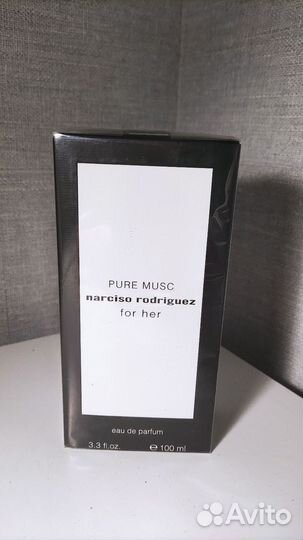 PURE MUSC
narciso rodriguez
for her
eau de parfum
3.3 fl.oz. ℮ 100 ml
Avito